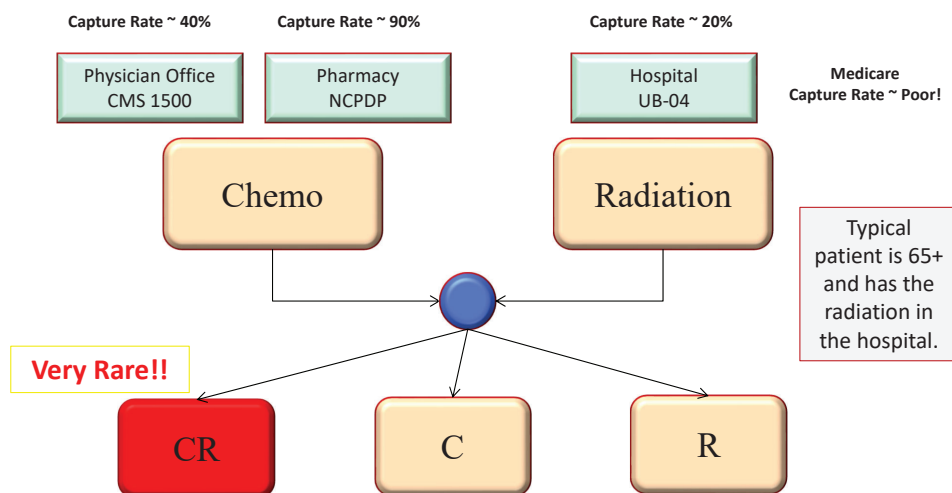 Capture Rate ~ 40%
Capture Rate ~ 90%
Capture Rate ~ 20%
Physician Office
CMS 1500
Pharmacy
NCPDP
Hospital
UB-04
Medicare
Capture Rate ~ Poor!
Chemo
Radiation
Typical
patient is 65+
and has the
radiation in
the hospital.
Very Rare!!
CR
C
R